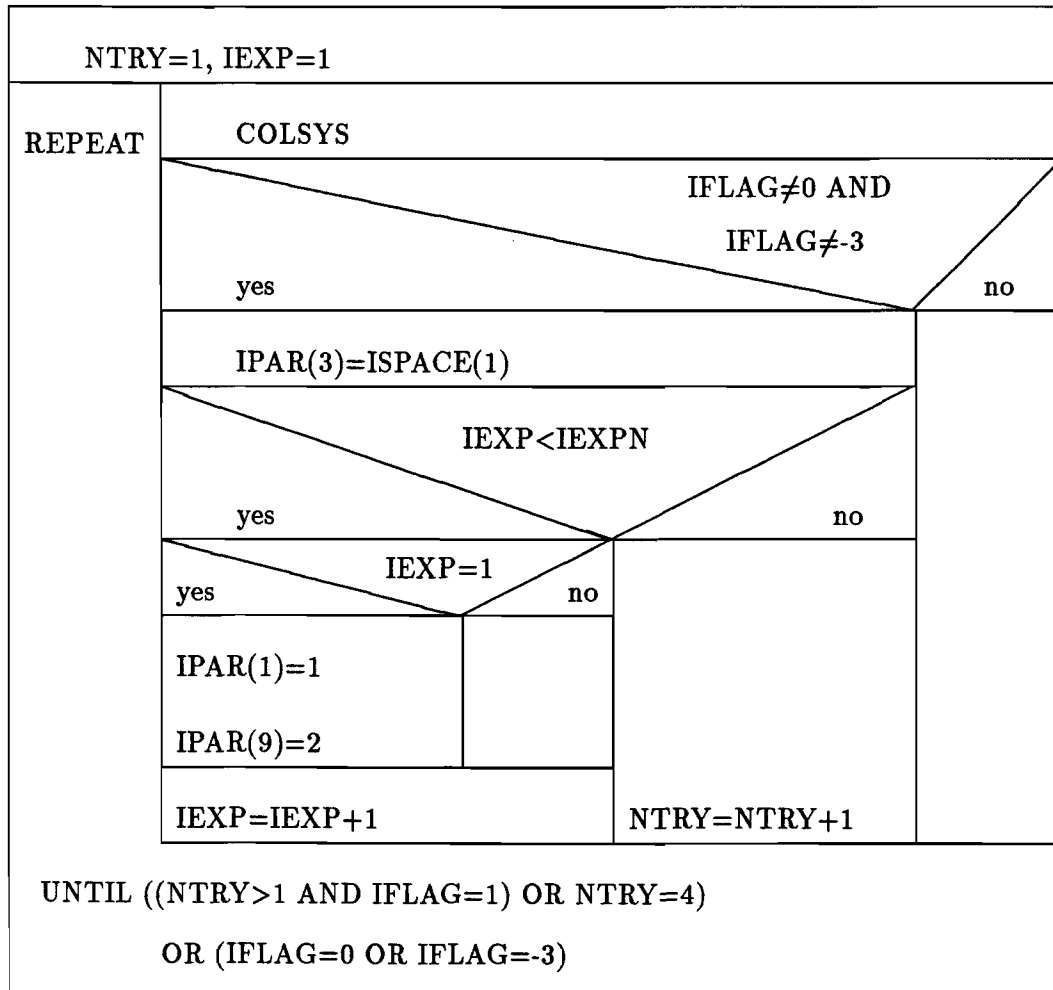 NTRY=1, IEXP=1
REPEAT
COLSYS
IFLAG≠0 AND
IFLAG≠-3
yes
no
IPAR(3)=ISPACE(1)
IEXP<IEXPN
yes
no
IEXP=1
yes
no
IPAR(1)=1
IPAR(9)=2
IEXP=IEXP+1
NTRY=NTRY+1
UNTIL ((NTRY>1 AND IFLAG=1) OR NTRY=4)
OR (IFLAG=0 OR IFLAG=-3)